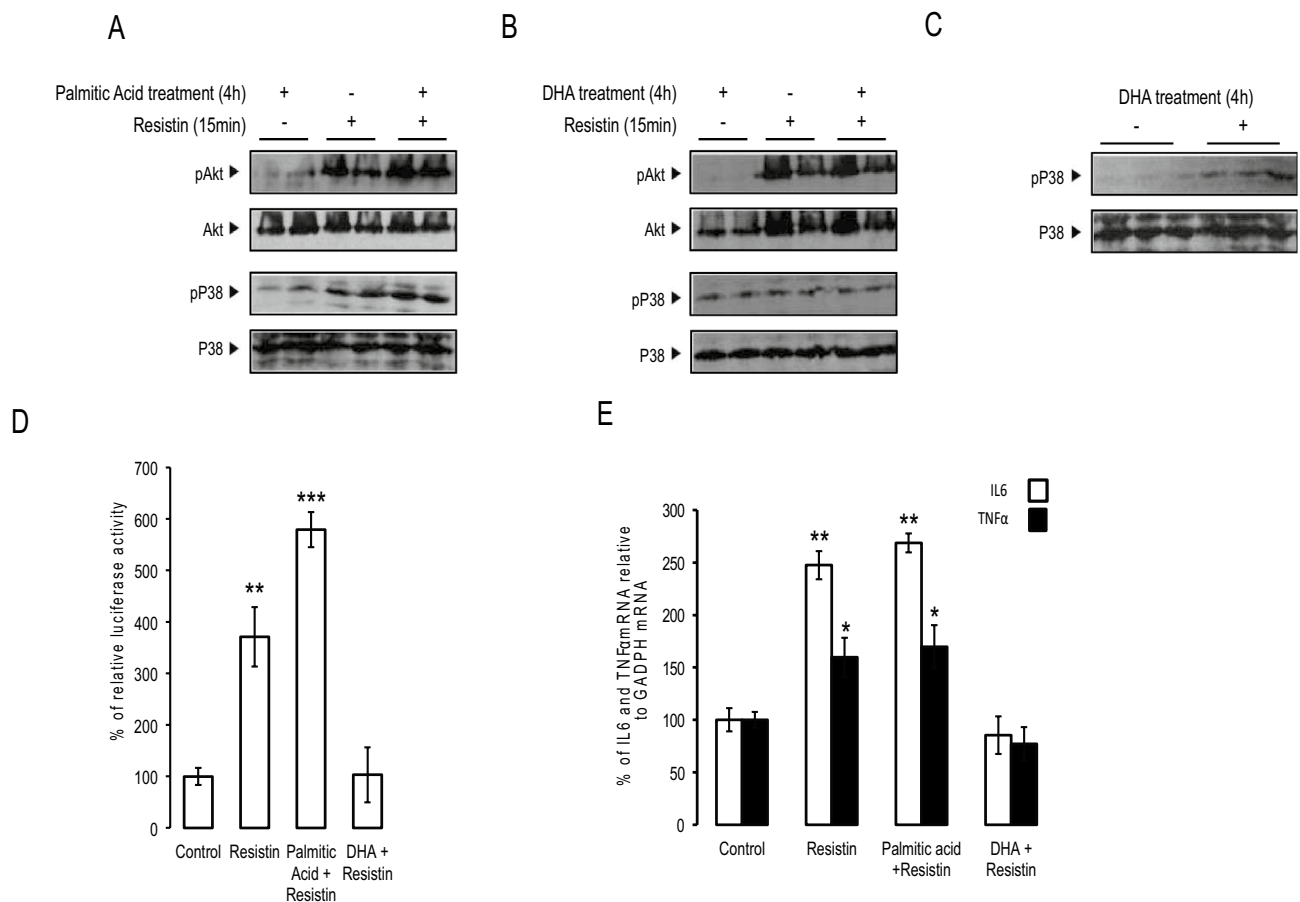 A
Palmitic Acid treatment (4h) + - +
Resistin (15min) - + +
pAkt
Akt
pP38
P38
B
DHA treatment (4h) + - +
Resistin (15min) - + +
pAkt
Akt
pP38
P38
C
DHA treatment (4h)
- +
pP38
P38
D
% of relative luciferase activity
700
600
500
400
300
200
100
0
**
***
Control
Resistin
Palmitic
Acid +
Resistin
DHA +
Resistin
E
IL6
TNFα
% of IL6 and TNFαmRNA relative
to GADPH mRNA
300
250
200
150
100
50
0
**
*
**
*
Control
Resistin
Palmitic acid
+Resistin
DHA +
Resistin